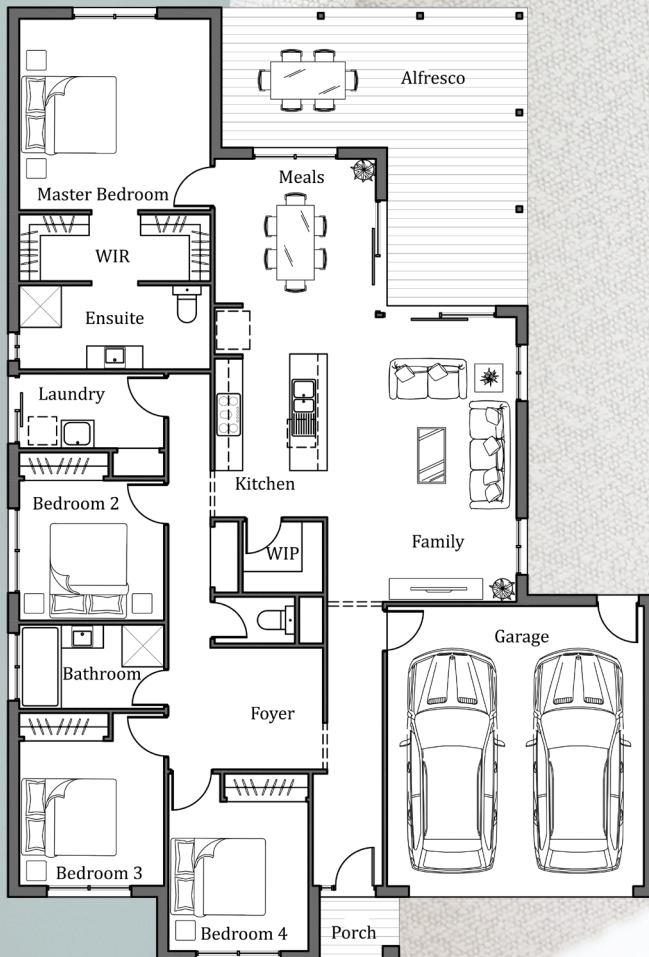 Alfresco
Meals
Master Bedroom
WIR
Ensuite
Laundry
Kitchen
Bedroom 2
Family
WIP
Garage
Bathroom
Foyer
Bedroom 3
Bedroom 4
Porch